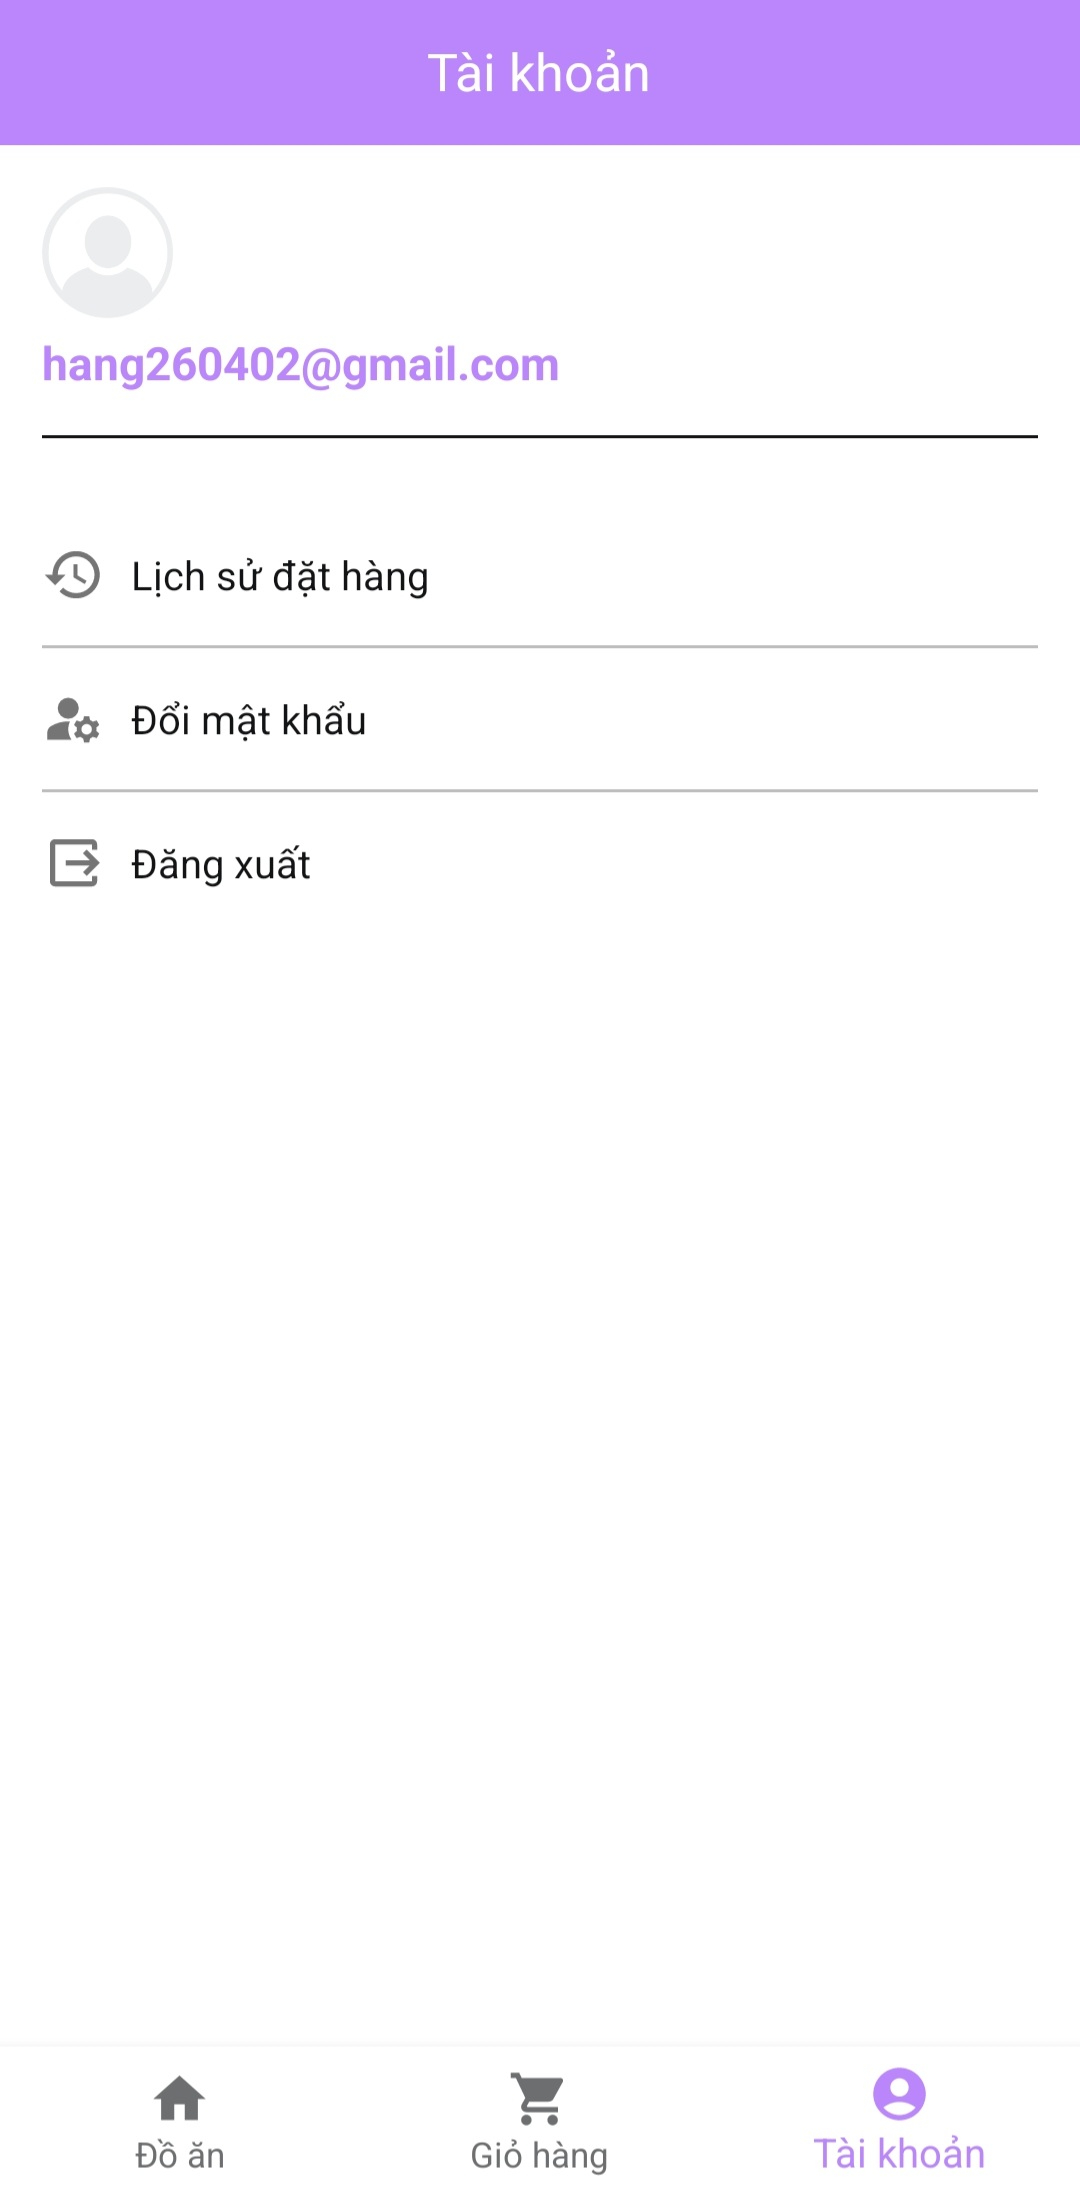 Tài khoản
hang260402@gmail.com
Lịch sử đặt hàng
Đổi mật khẩu
Đăng xuất
Đồ ăn
Giỏ hàng
Tài khoản